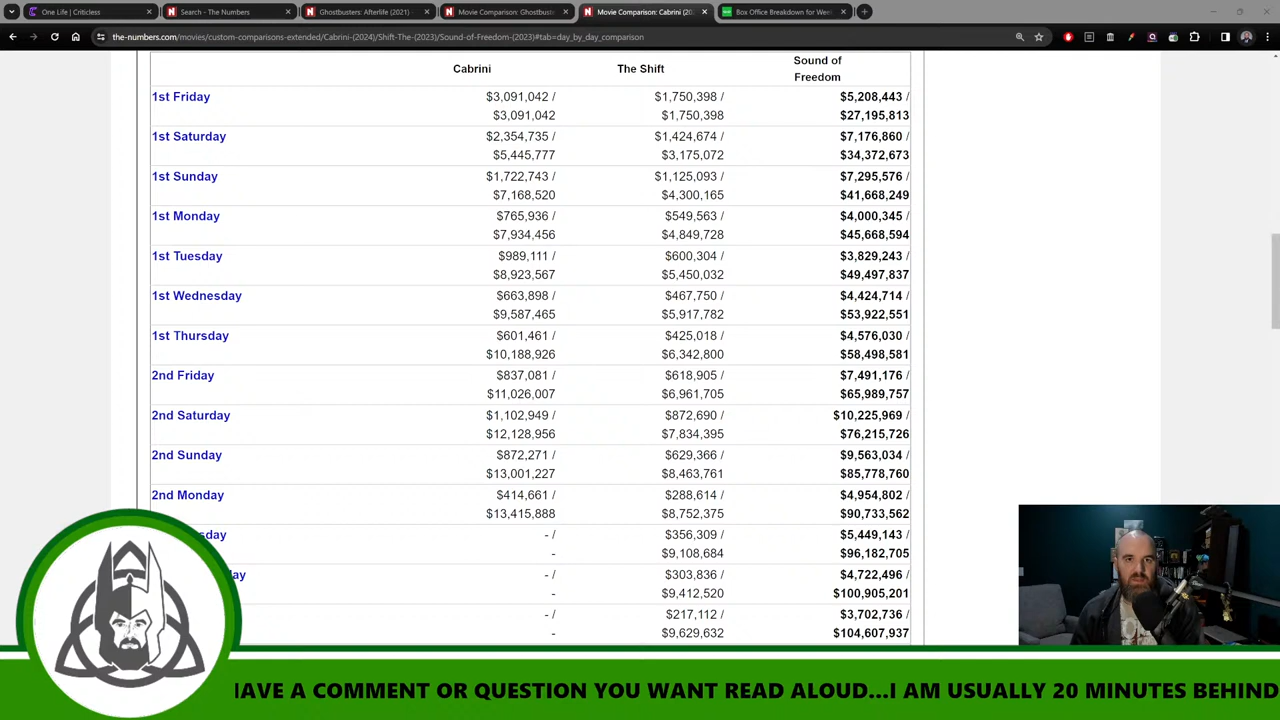 One Life | Criticless
Search - The Numbers
Ghostbusters: Afterlife (2021) -
Movie Comparison: Ghostbus
Movie Comparison: Cabrini (20
Box Office Breakdown for Wee
the-numbers.com/movies/custom-comparisons-extended/Cabrini-(2024)/Shift-The-(2023)/Sound-of-Freedom-(2023)#tab=day_by_day_comparison
Cabrini The Shift Sound of
Freedom
1st Friday $3,091,042 / $1,750,398 / $5,208,443 /
$3,091,042 $1,750,398 $27,195,813
1st Saturday $2,354,735 / $1,424,674 / $7,176,860 /
$5,445,777 $3,175,072 $34,372,673
1st Sunday $1,722,743 / $1,125,093 / $7,295,576 /
$7,168,520 $4,300,165 $41,668,249
1st Monday $765,936 / $549,563 / $4,000,345 /
$7,934,456 $4,849,728 $45,668,594
1st Tuesday $989,111 / $600,304 / $3,829,243 /
$8,923,567 $5,450,032 $49,497,837
1st Wednesday $663,898 / $467,750 / $4,424,714 /
$9,587,465 $5,917,782 $53,922,551
1st Thursday $601,461 / $425,018 / $4,576,030 /
$10,188,926 $6,342,800 $58,498,581
2nd Friday $837,081 / $618,905 / $7,491,176 /
$11,026,007 $6,961,705 $65,989,757
2nd Saturday $1,102,949 / $872,690 / $10,225,969 /
$12,128,956 $7,834,395 $76,215,726
2nd Sunday $872,271 / $629,366 / $9,563,034 /
$13,001,227 $8,463,761 $85,778,760
2nd Monday $414,661 / $288,614 / $4,954,802 /
$13,415,888 $8,752,375 $90,733,562
sday - / $356,309 / $5,449,143 /
- $9,108,684 $96,182,705
day - / $303,836 / $4,722,496 /
- $9,412,520 $100,905,201
- / $217,112 / $3,702,736 /
- $9,629,632 $104,607,937
HAVE A COMMENT OR QUESTION YOU WANT READ ALOUD...I AM USUALLY 20 MINUTES BEHIND